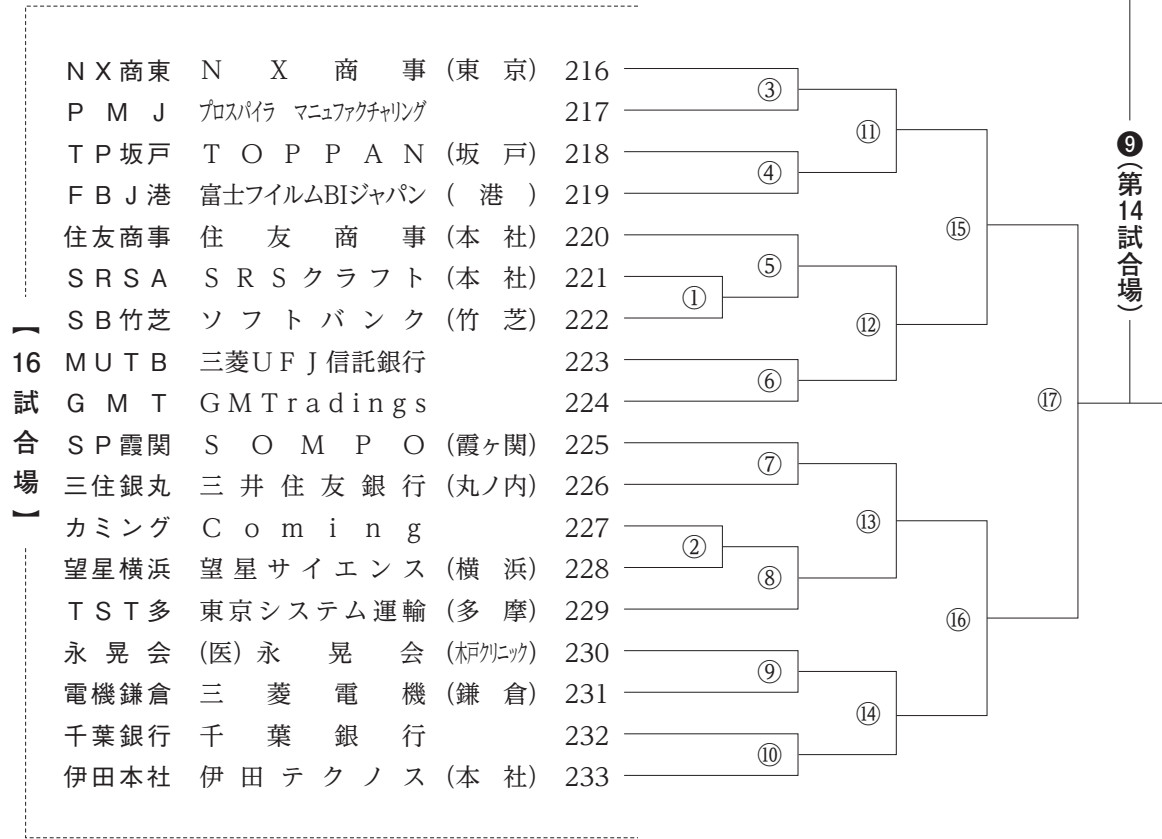 NX商東 NX商事(東京) 216
PMJ プロスパイラ マニュファクチャリング 217
TP坂戸 TOPPAN(坂戸) 218
FBJ港 富士フイルムBIジャパン(港) 219
住友商事 住友商事(本社) 220
SRSA SRSクラフト(本社) 221
SB竹芝 ソフトバンク(竹芝) 222
MUTB 三菱UFJ信託銀行 223
GMT GMTradings 224
SP霞関 SOMPO(霞ヶ関) 225
三住銀丸 三井住友銀行(丸ノ内) 226
カミング Coming 227
望星横浜 望星サイエンス(横浜) 228
TST多 東京システム運輸(多摩) 229
永晃会 (医)永晃会(木戸クリニック) 230
電機鎌倉 三菱電機(鎌倉) 231
千葉銀行 千葉銀行 232
伊田本社 伊田テクノス(本社) 233
【16試合場】
①
②
③
④
⑤
⑥
⑦
⑧
⑨
⑩
⑪
⑫
⑬
⑭
⑮
⑯
⑰
❾(第14試合場)